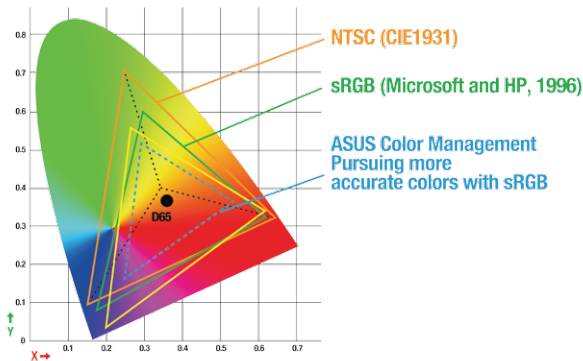 NTSC (CIE1931)
sRGB (Microsoft and HP, 1996)
ASUS Color Management
Pursuing more
accurate colors with sRGB
0.8
0.7
0.6
0.5
0.4
0.3
0.2
0.1
0
D65
Y
X
0.1
0.2
0.3
0.4
0.5
0.6
0.7